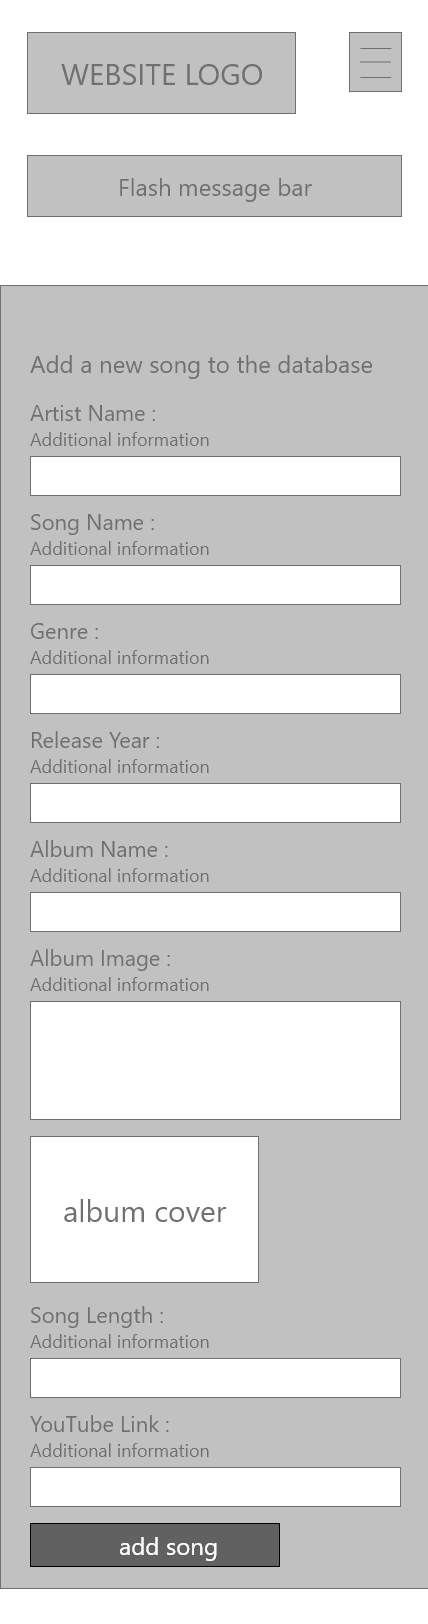 WEBSITE LOGO
Flash message bar
Add a new song to the database
Artist Name :
Additional information
Song Name :
Additional information
Genre :
Additional information
Release Year :
Additional information
Album Name :
Additional information
Album Image :
Additional information
album cover
Song Length :
Additional information
YouTube Link :
Additional information
add song